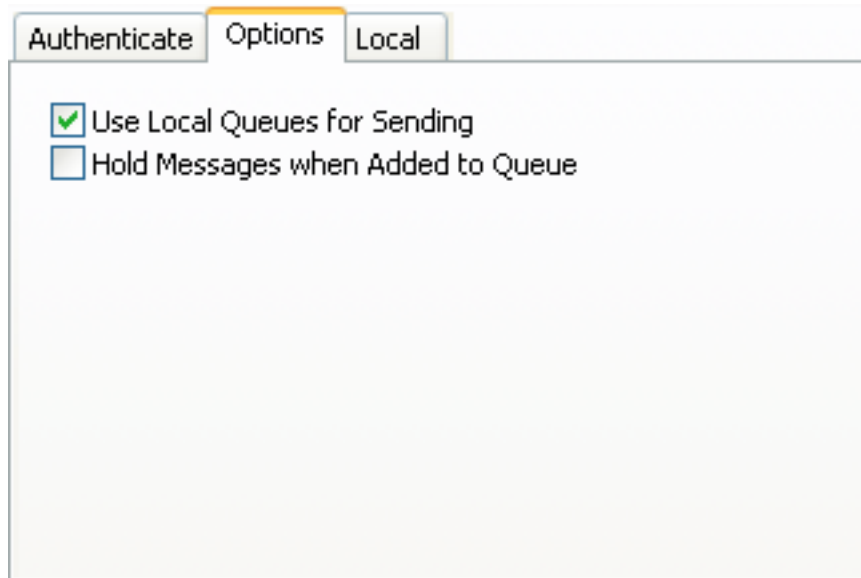 Authenticate Options Local
Use Local Queues for Sending
Hold Messages when Added to Queue